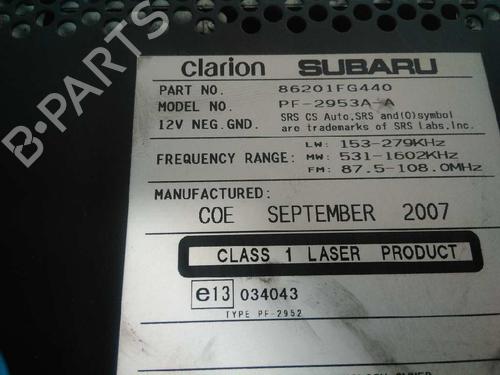 B-PARTS
clarion SUBARU
PART NO. 86201FG440
MODEL NO. PF-2953A-A
12V NEG.GND. SRS CS Auto,SRS and(O)symbol
are trademarks of SRS Labs,Inc.
LW: 153-279KHz
FREQUENCY RANGE: MW: 531-1602KHz
FM: 87.5-108.0MHz
MANUFACTURED:
COE SEPTEMBER 2007
CLASS 1 LASER PRODUCT
e13 034043
TYPE PF-2952